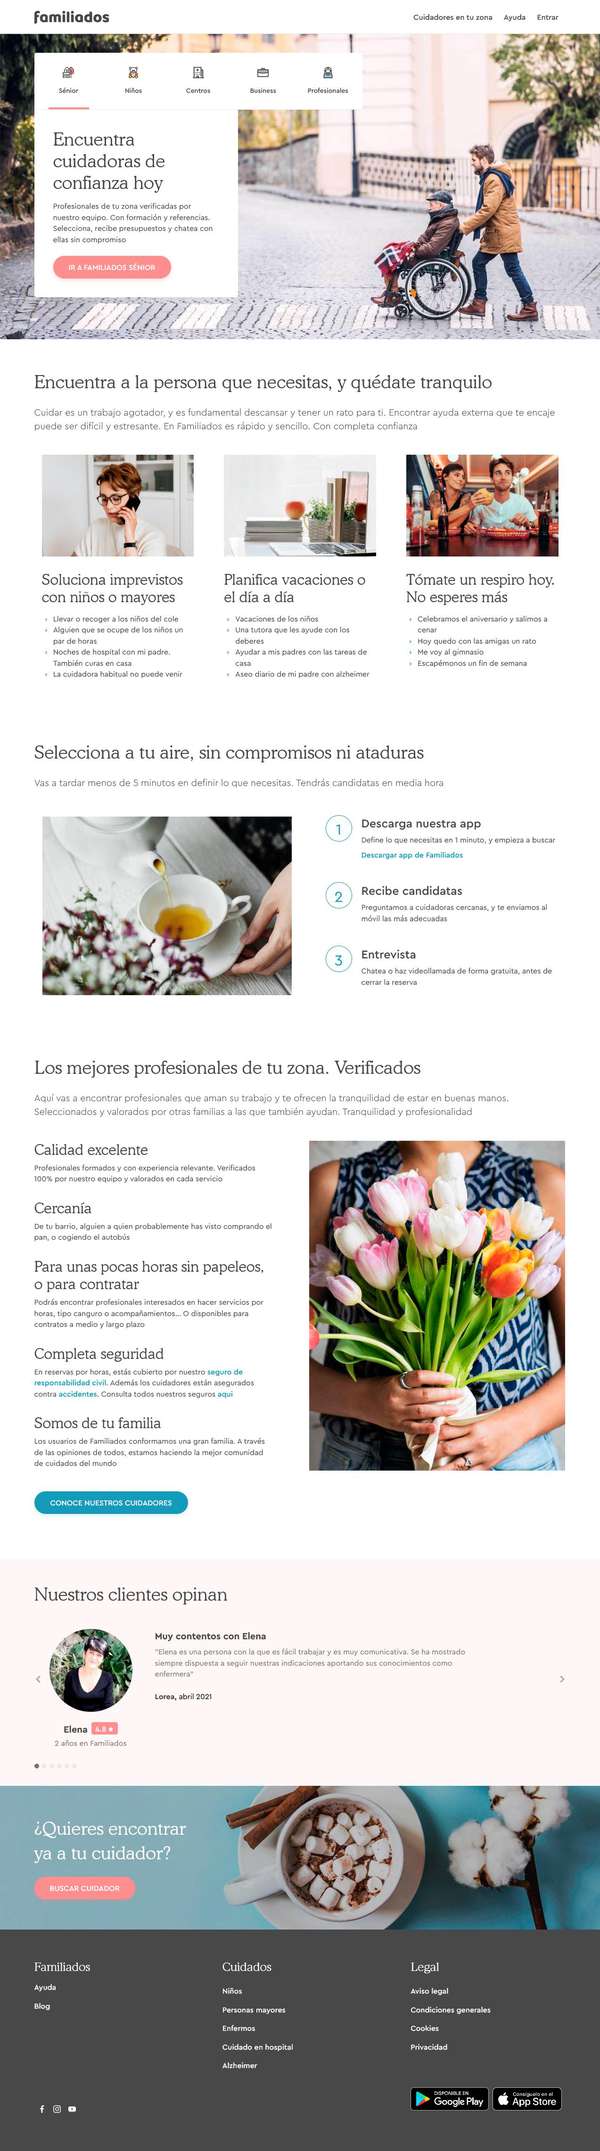 familiados
Cuidadores en tu zona
Ayuda
Entrar
Sénior
Niños
Centros
Business
Profesionales
Encuentra
cuidadoras de
confianza hoy
Profesionales de tu zona verificadas por
nuestro equipo. Con formación y referencias.
Selecciona, recibe presupuestos y chatea con
ellas sin compromiso
IR A FAMILIADOS SÉNIOR
Encuentra a la persona que necesitas, y quédate tranquilo
Cuidar es un trabajo agotador, y es fundamental descansar y tener un rato para ti. Encontrar ayuda externa que te encaje
puede ser difícil y estresante. En Familiados es rápido y sencillo. Con completa confianza
Soluciona imprevistos
con niños o mayores
Llevar o recoger a los niños del cole
Alguien que se ocupe de los niños un
par de horas
Noches de hospital con mi padre.
También curas en casa
La cuidadora habitual no puede venir
Planifica vacaciones o
el día a día
Vacaciones de los niños
Una tutora que les ayude con los
deberes
Ayudar a mis padres con las tareas de
casa
Aseo diario de mi padre con alzheimer
Tómate un respiro hoy.
No esperes más
Celebramos el aniversario y salimos a
cenar
Hoy quedo con las amigas un rato
Me voy al gimnasio
Escapémonos un fin de semana
Selecciona a tu aire, sin compromisos ni ataduras
Vas a tardar menos de 5 minutos en definir lo que necesitas. Tendrás candidatas en media hora
1
Descarga nuestra app
Define lo que necesitas en 1 minuto, y empieza a buscar
Descargar app de Familiados
2
Recibe candidatas
Preguntamos a cuidadoras cercanas, y te enviamos al
móvil las más adecuadas
3
Entrevista
Chatea o haz videollamada de forma gratuita, antes de
cerrar la reserva
Los mejores profesionales de tu zona. Verificados
Aquí vas a encontrar profesionales que aman su trabajo y te ofrecen la tranquilidad de estar en buenas manos.
Seleccionados y valorados por otras familias a las que también ayudan. Tranquilidad y profesionalidad
Calidad excelente
Profesionales formados y con experiencia relevante. Verificados
100% por nuestro equipo y valorados en cada servicio
Cercanía
De tu barrio, alguien a quien probablemente has visto comprando el
pan, o cogiendo el autobús
Para unas pocas horas sin papeleos,
o para contratar
Podrás encontrar profesionales interesados en hacer servicios por
horas, tipo canguro o acompañamientos... O disponibles para
contratos a medio y largo plazo
Completa seguridad
En reservas por horas, estás cubierto por nuestro seguro de
responsabilidad civil. Además los cuidadores están asegurados
contra accidentes. Consulta todos nuestros seguros aquí
Somos de tu familia
Los usuarios de Familiados conformamos una gran familia. A través
de las opiniones de todos, estamos haciendo la mejor comunidad
de cuidados del mundo
CONOCE NUESTROS CUIDADORES
Nuestros clientes opinan
Muy contentos con Elena
"Elena es una persona con la que es fácil trabajar y es muy comunicativa. Se ha mostrado
siempre dispuesta a seguir nuestras indicaciones aportando sus conocimientos como
enfermera"
Lorea, abril 2021
Elena 4.8
2 años en Familiados
¿Quieres encontrar
ya a tu cuidador?
BUSCAR CUIDADOR
Familiados
Ayuda
Blog
Cuidados
Niños
Personas mayores
Enfermos
Cuidado en hospital
Alzheimer
Legal
Aviso legal
Condiciones generales
Cookies
Privacidad
DISPONIBLE EN
Google Play
Consíguelo en el
App Store